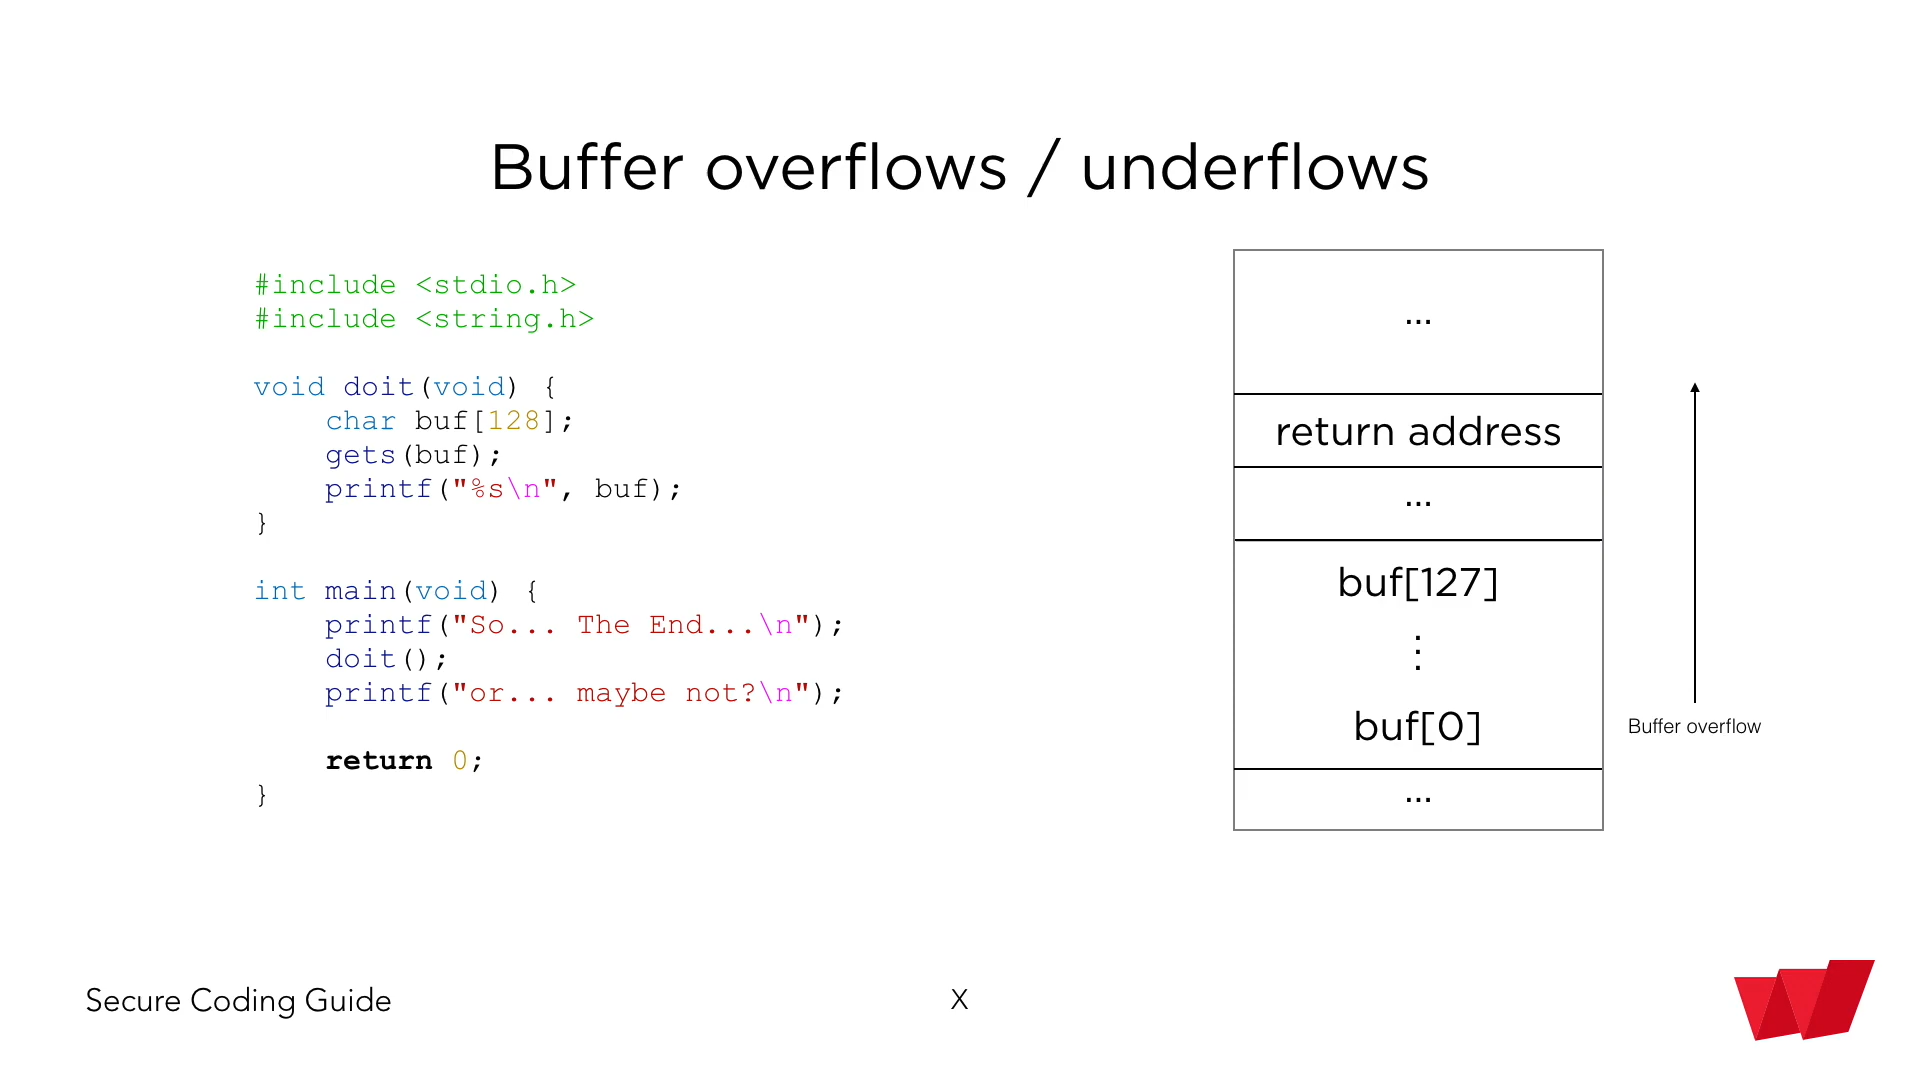 Buffer overflows / underflows
#include <stdio.h>
#include <string.h>
void doit(void) {
    char buf[128];
    gets(buf);
    printf("%s\n", buf);
}
int main(void) {
    printf("So... The End...\n");
    doit();
    printf("or... maybe not?\n");
    return 0;
}
...
return address
...
buf[127]
⋮
buf[0]
...
Buffer overflow
Secure Coding Guide
X